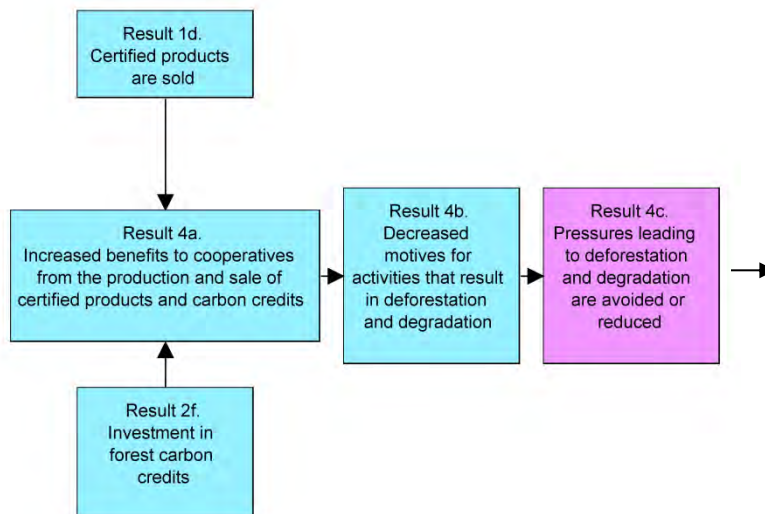 Result 1d.
Certified products
are sold
Result 4a.
Increased benefits to cooperatives
from the production and sale of
certified products and carbon credits
Result 4b.
Decreased
motives for
activities that result
in deforestation
and degradation
Result 4c.
Pressures leading
to deforestation
and degradation
are avoided or
reduced
Result 2f.
Investment in
forest carbon
credits